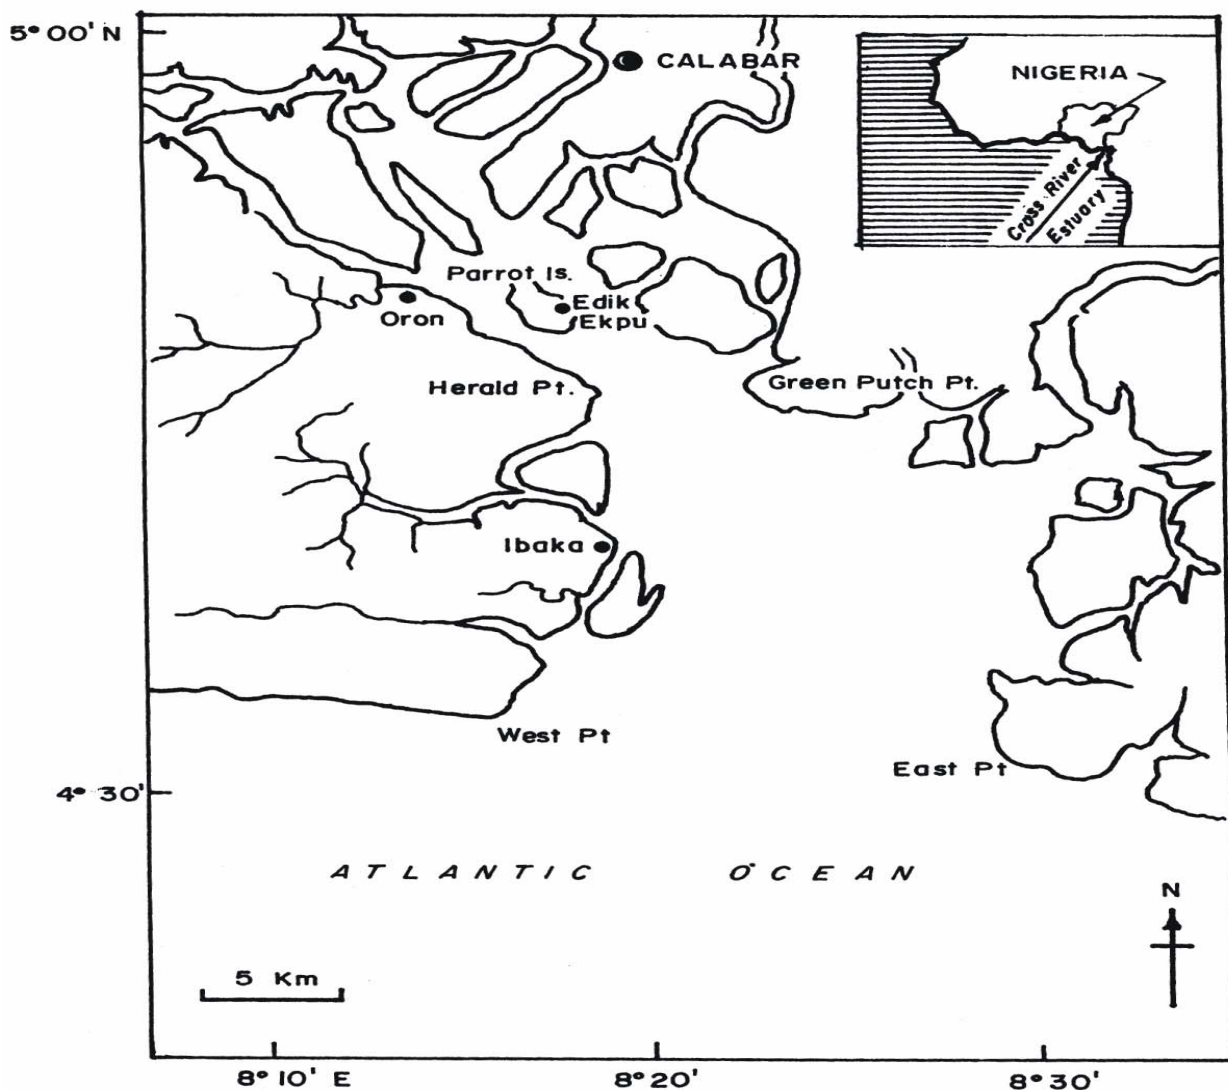 5° 00' N
CALABAR
NIGERIA
Cross River
Estuary
Parrot Is.
Edik
Ekpu
Oron
Herald Pt.
Green Putch Pt.
Ibaka
West Pt
East Pt
4° 30'
ATLANTIC OCEAN
N
5 Km
8° 10' E
8° 20'
8° 30'